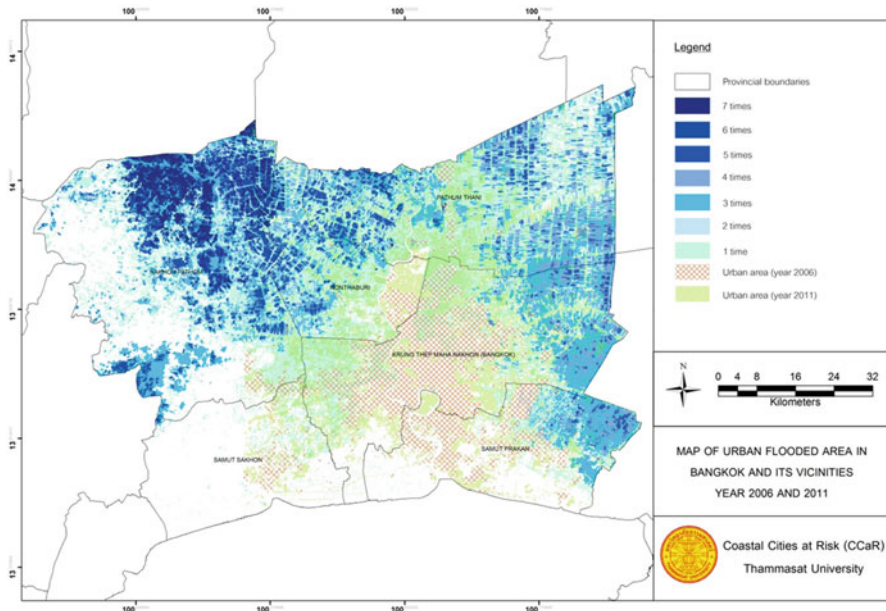 100 100 100 100
Legend
Provincial boundaries
7 times
6 times
5 times
4 times
3 times
2 times
1 time
Urban area (year 2006)
Urban area (year 2011)
14
14
13
13
13
PATHUM THANI
NONTHABURI
KRUNG THEP MAHA NAKHON (BANGKOK)
SAMUT SAKHON
SAMUT PRAKAN
100 100 100 100
N
0 4 8 16 24 32
Kilometers
MAP OF URBAN FLOODED AREA IN
BANGKOK AND ITS VICINITIES
YEAR 2006 AND 2011
Coastal Cities at Risk (CCaR)
Thammasat University